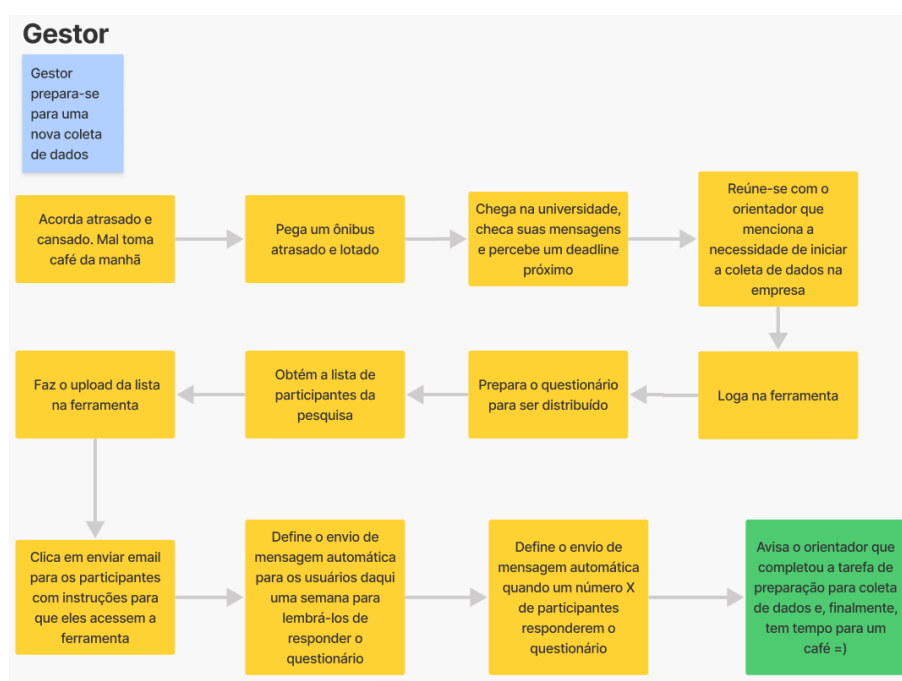 Gestor
Gestor
prepara-se
para uma
nova coleta
de dados
Acorda atrasado e
cansado. Mal toma
café da manhã
Pega um ônibus
atrasado e lotado
Chega na universidade,
checa suas mensagens
e percebe um deadline
próximo
Reúne-se com o
orientador que
menciona a
necessidade de iniciar
a coleta de dados na
empresa
Loga na ferramenta
Prepara o questionário
para ser distribuído
Obtém a lista de
participantes da
pesquisa
Faz o upload da lista
na ferramenta
Clica em enviar email
para os participantes
com instruções para
que eles acessem a
ferramenta
Define o envio de
mensagem automática
para os usuários daqui
uma semana para
lembrá-los de
responder o
questionário
Define o envio de
mensagem automática
quando um número X
de participantes
responderem o
questionário
Avisa o orientador que
completou a tarefa de
preparação para coleta
de dados e, finalmente,
tem tempo para um
café =)